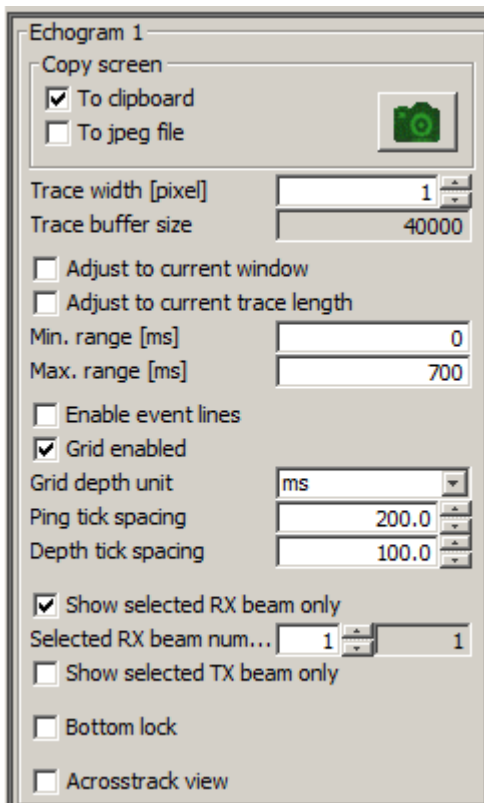 Echogram 1
Copy screen
To clipboard
To jpeg file
Trace width [pixel] 1
Trace buffer size 40000
Adjust to current window
Adjust to current trace length
Min. range [ms] 0
Max. range [ms] 700
Enable event lines
Grid enabled
Grid depth unit ms
Ping tick spacing 200.0
Depth tick spacing 100.0
Show selected RX beam only
Selected RX beam num... 1 1
Show selected TX beam only
Bottom lock
Acrosstrack view